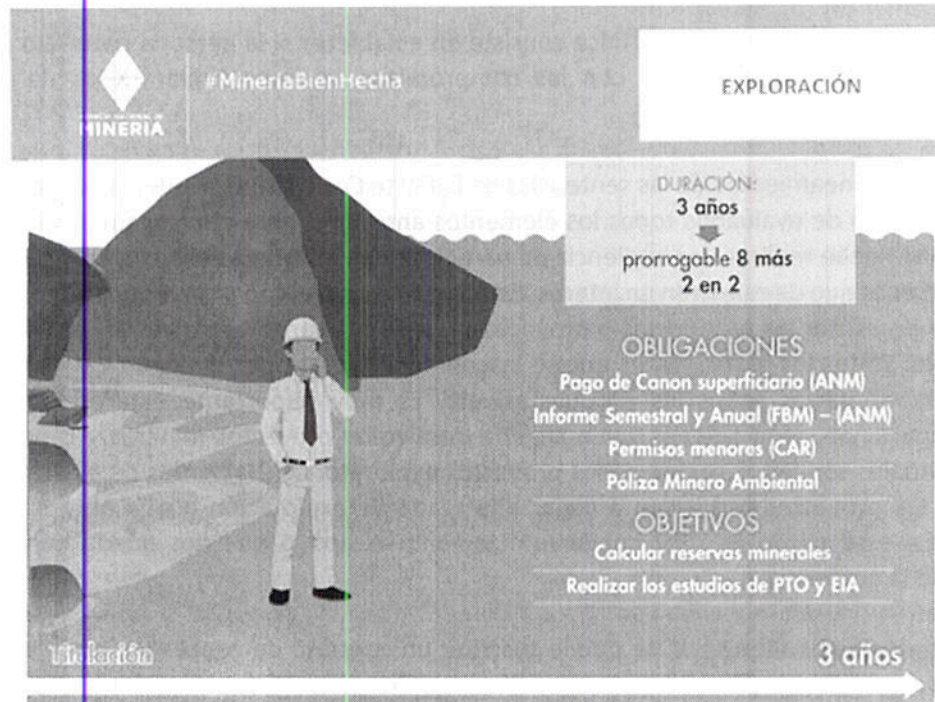 MINERÍA
#MineríaBienHecha
EXPLORACIÓN
DURACIÓN:
3 años
prorrogable 8 más
2 en 2
OBLIGACIONES
Pago de Canon superficiario (ANM)
Informe Semestral y Anual (FBM) – (ANM)
Permisos menores (CAR)
Póliza Minero Ambiental
OBJETIVOS
Calcular reservas minerales
Realizar los estudios de PTO y EIA
Titulación
3 años